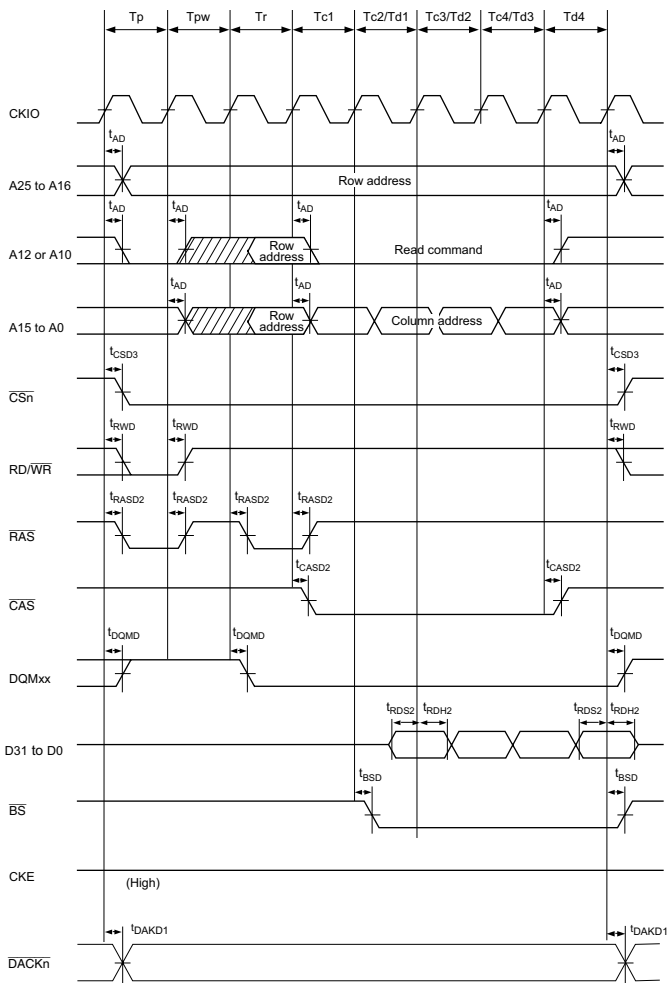 Tp Tpw Tr Tc1 Tc2/Td1 Tc3/Td2 Tc4/Td3 Td4
CKIO
tAD tAD
A25 to A16 Row address
tAD tAD tAD tAD
A12 or A10 Row address Read command
tAD tAD tAD
A15 to A0 Row address Column address
tCSD3 tCSD3
CSn
tRWD tRWD tRWD
RD/WR
tRASD2 tRASD2 tRASD2 tRASD2
RAS
tCASD2 tCASD2
CAS
tDQMD tDQMD tDQMD
DQMxx
tRDS2 tRDH2 tRDS2 tRDH2
D31 to D0
tBSD tBSD
BS
CKE
(High)
tDAKD1 tDAKD1
DACKn